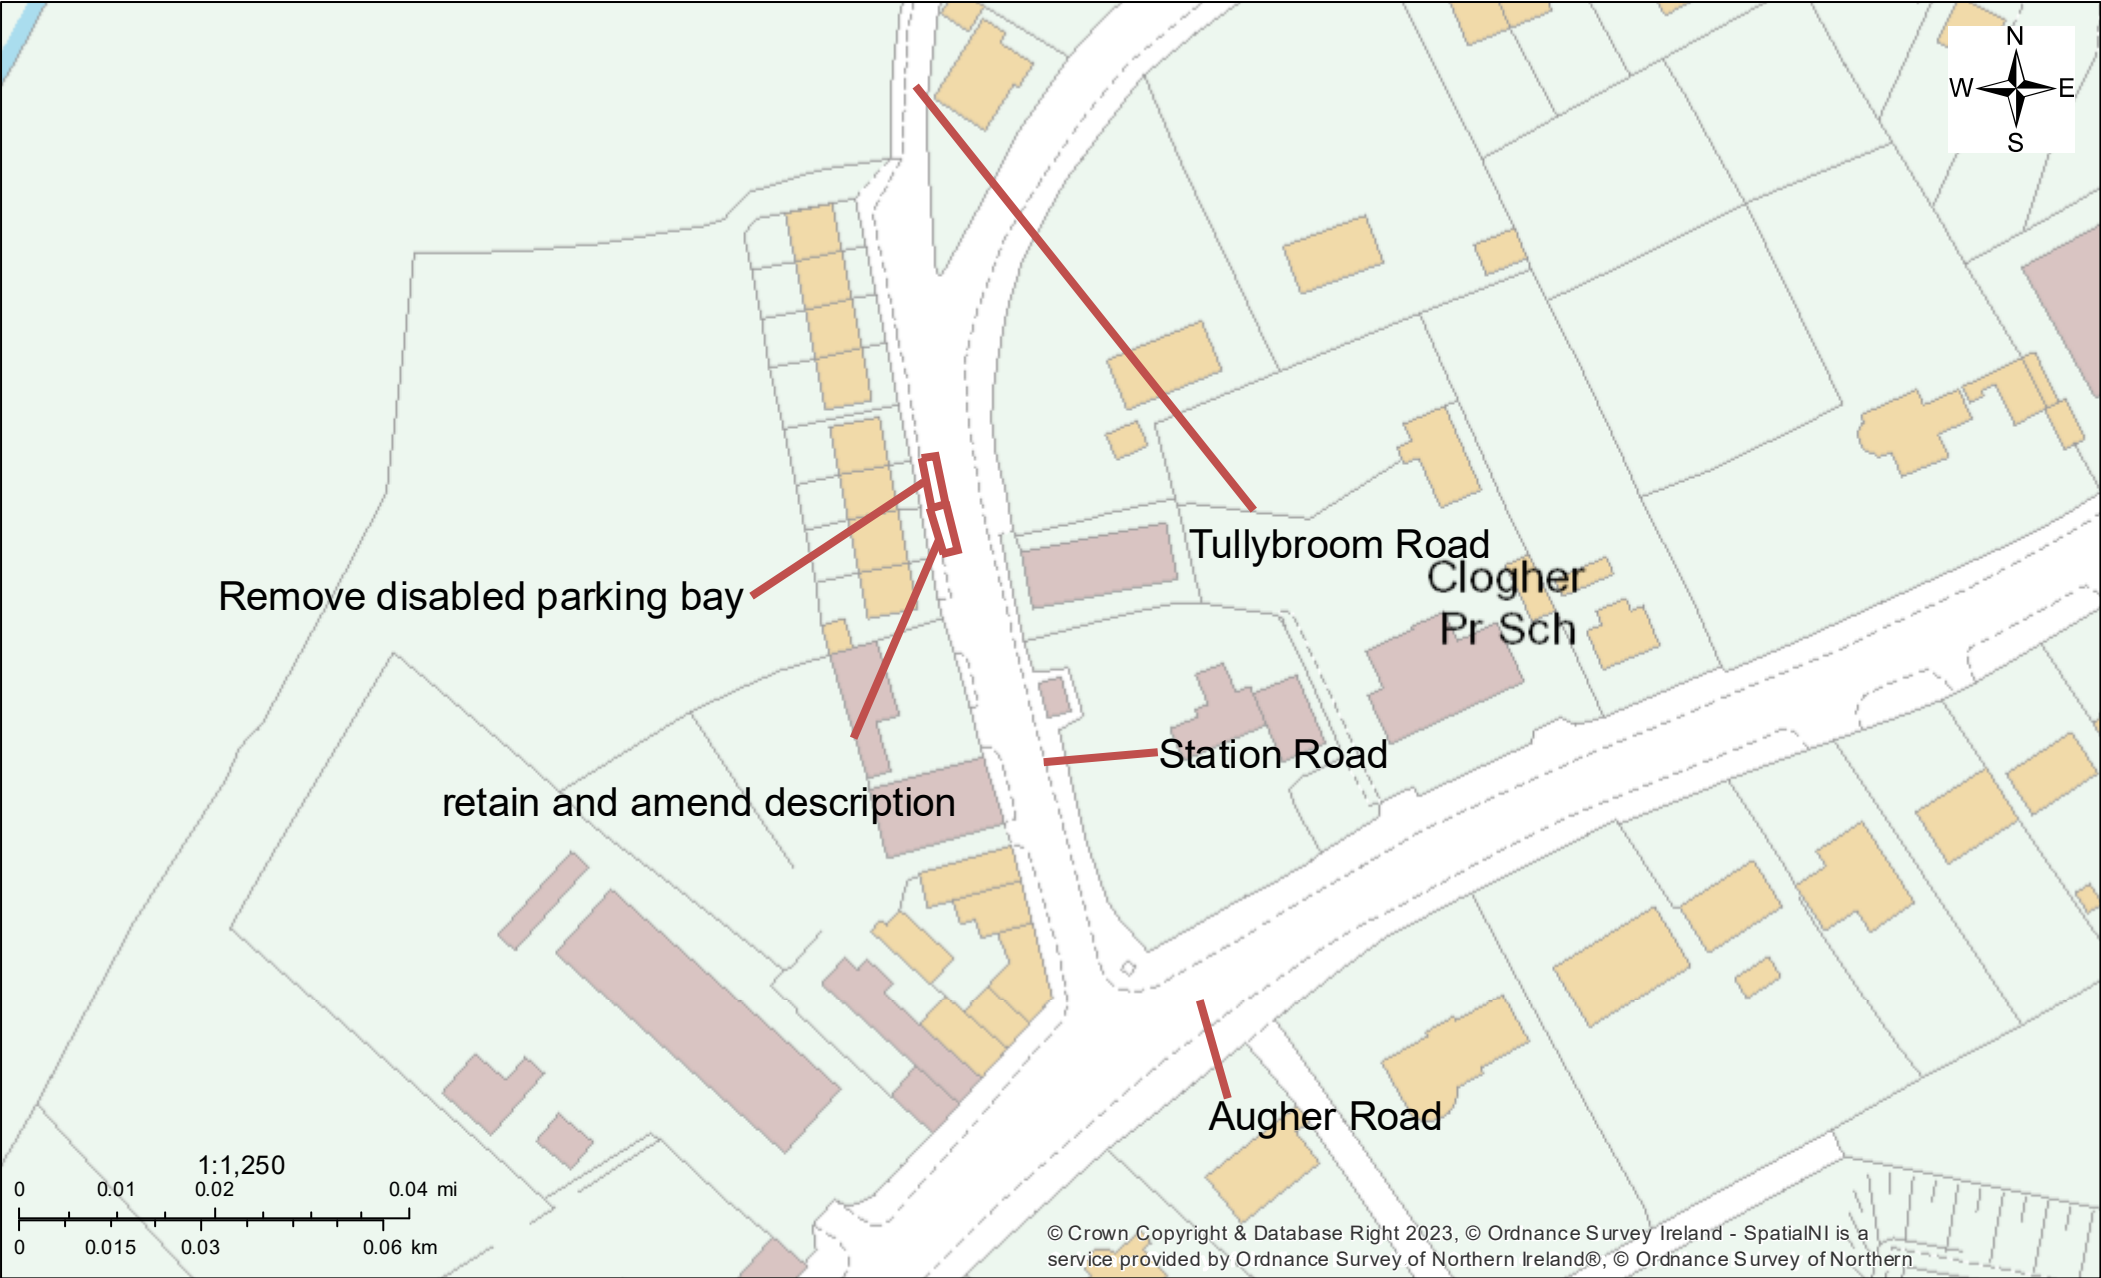 N
W E
S
Tullybroom Road
Clogher
Pr Sch
Remove disabled parking bay
Station Road
retain and amend description
Augher Road
1:1,250
0 0.01 0.02 0.04 mi
0 0.015 0.03 0.06 km
© Crown Copyright & Database Right 2023, © Ordnance Survey Ireland - SpatialNI is a
service provided by Ordnance Survey of Northern Ireland®, © Ordnance Survey of Northern